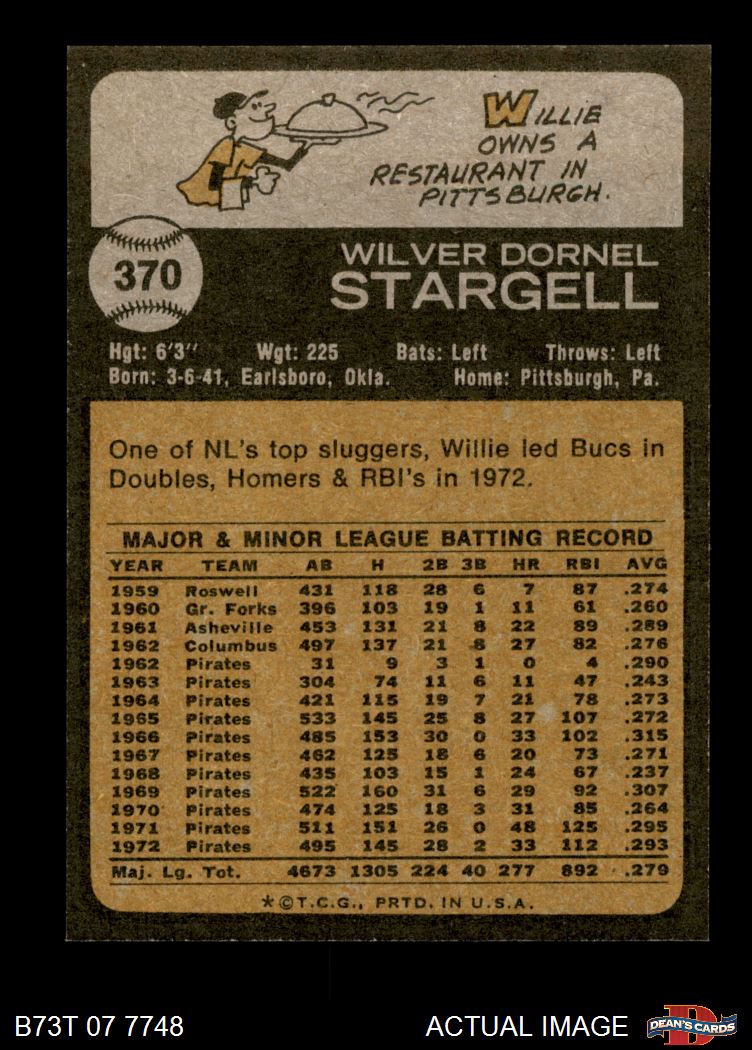 WILLIE
OWNS A
RESTAURANT IN
PITTSBURGH.
370
WILVER DORNEL
STARGELL
Hgt: 6'3" Wgt: 225 Bats: Left Throws: Left
Born: 3-6-41, Earlsboro, Okla. Home: Pittsburgh, Pa.
One of NL's top sluggers, Willie led Bucs in
Doubles, Homers & RBI's in 1972.
MAJOR & MINOR LEAGUE BATTING RECORD
YEAR TEAM AB H 2B 3B HR RBI AVG
1959 Roswell 431 118 28 6 7 87 .274
1960 Gr. Forks 396 103 19 1 11 61 .260
1961 Asheville 453 131 21 8 22 89 .289
1962 Columbus 497 137 21 8 27 82 .276
1962 Pirates 31 9 3 1 0 4 .290
1963 Pirates 304 74 11 6 11 47 .243
1964 Pirates 421 115 19 7 21 78 .273
1965 Pirates 533 145 25 8 27 107 .272
1966 Pirates 485 153 30 0 33 102 .315
1967 Pirates 462 125 18 6 20 73 .271
1968 Pirates 435 103 15 1 24 67 .237
1969 Pirates 522 160 31 6 29 92 .307
1970 Pirates 474 125 18 3 31 85 .264
1971 Pirates 511 151 26 0 48 125 .295
1972 Pirates 495 145 28 2 33 112 .293
Maj. Lg. Tot. 4673 1305 224 40 277 892 .279
*©T.C.G., PRTD. IN U.S.A.
B73T 07 7748 ACTUAL IMAGE
D
DEAN'S CARDS